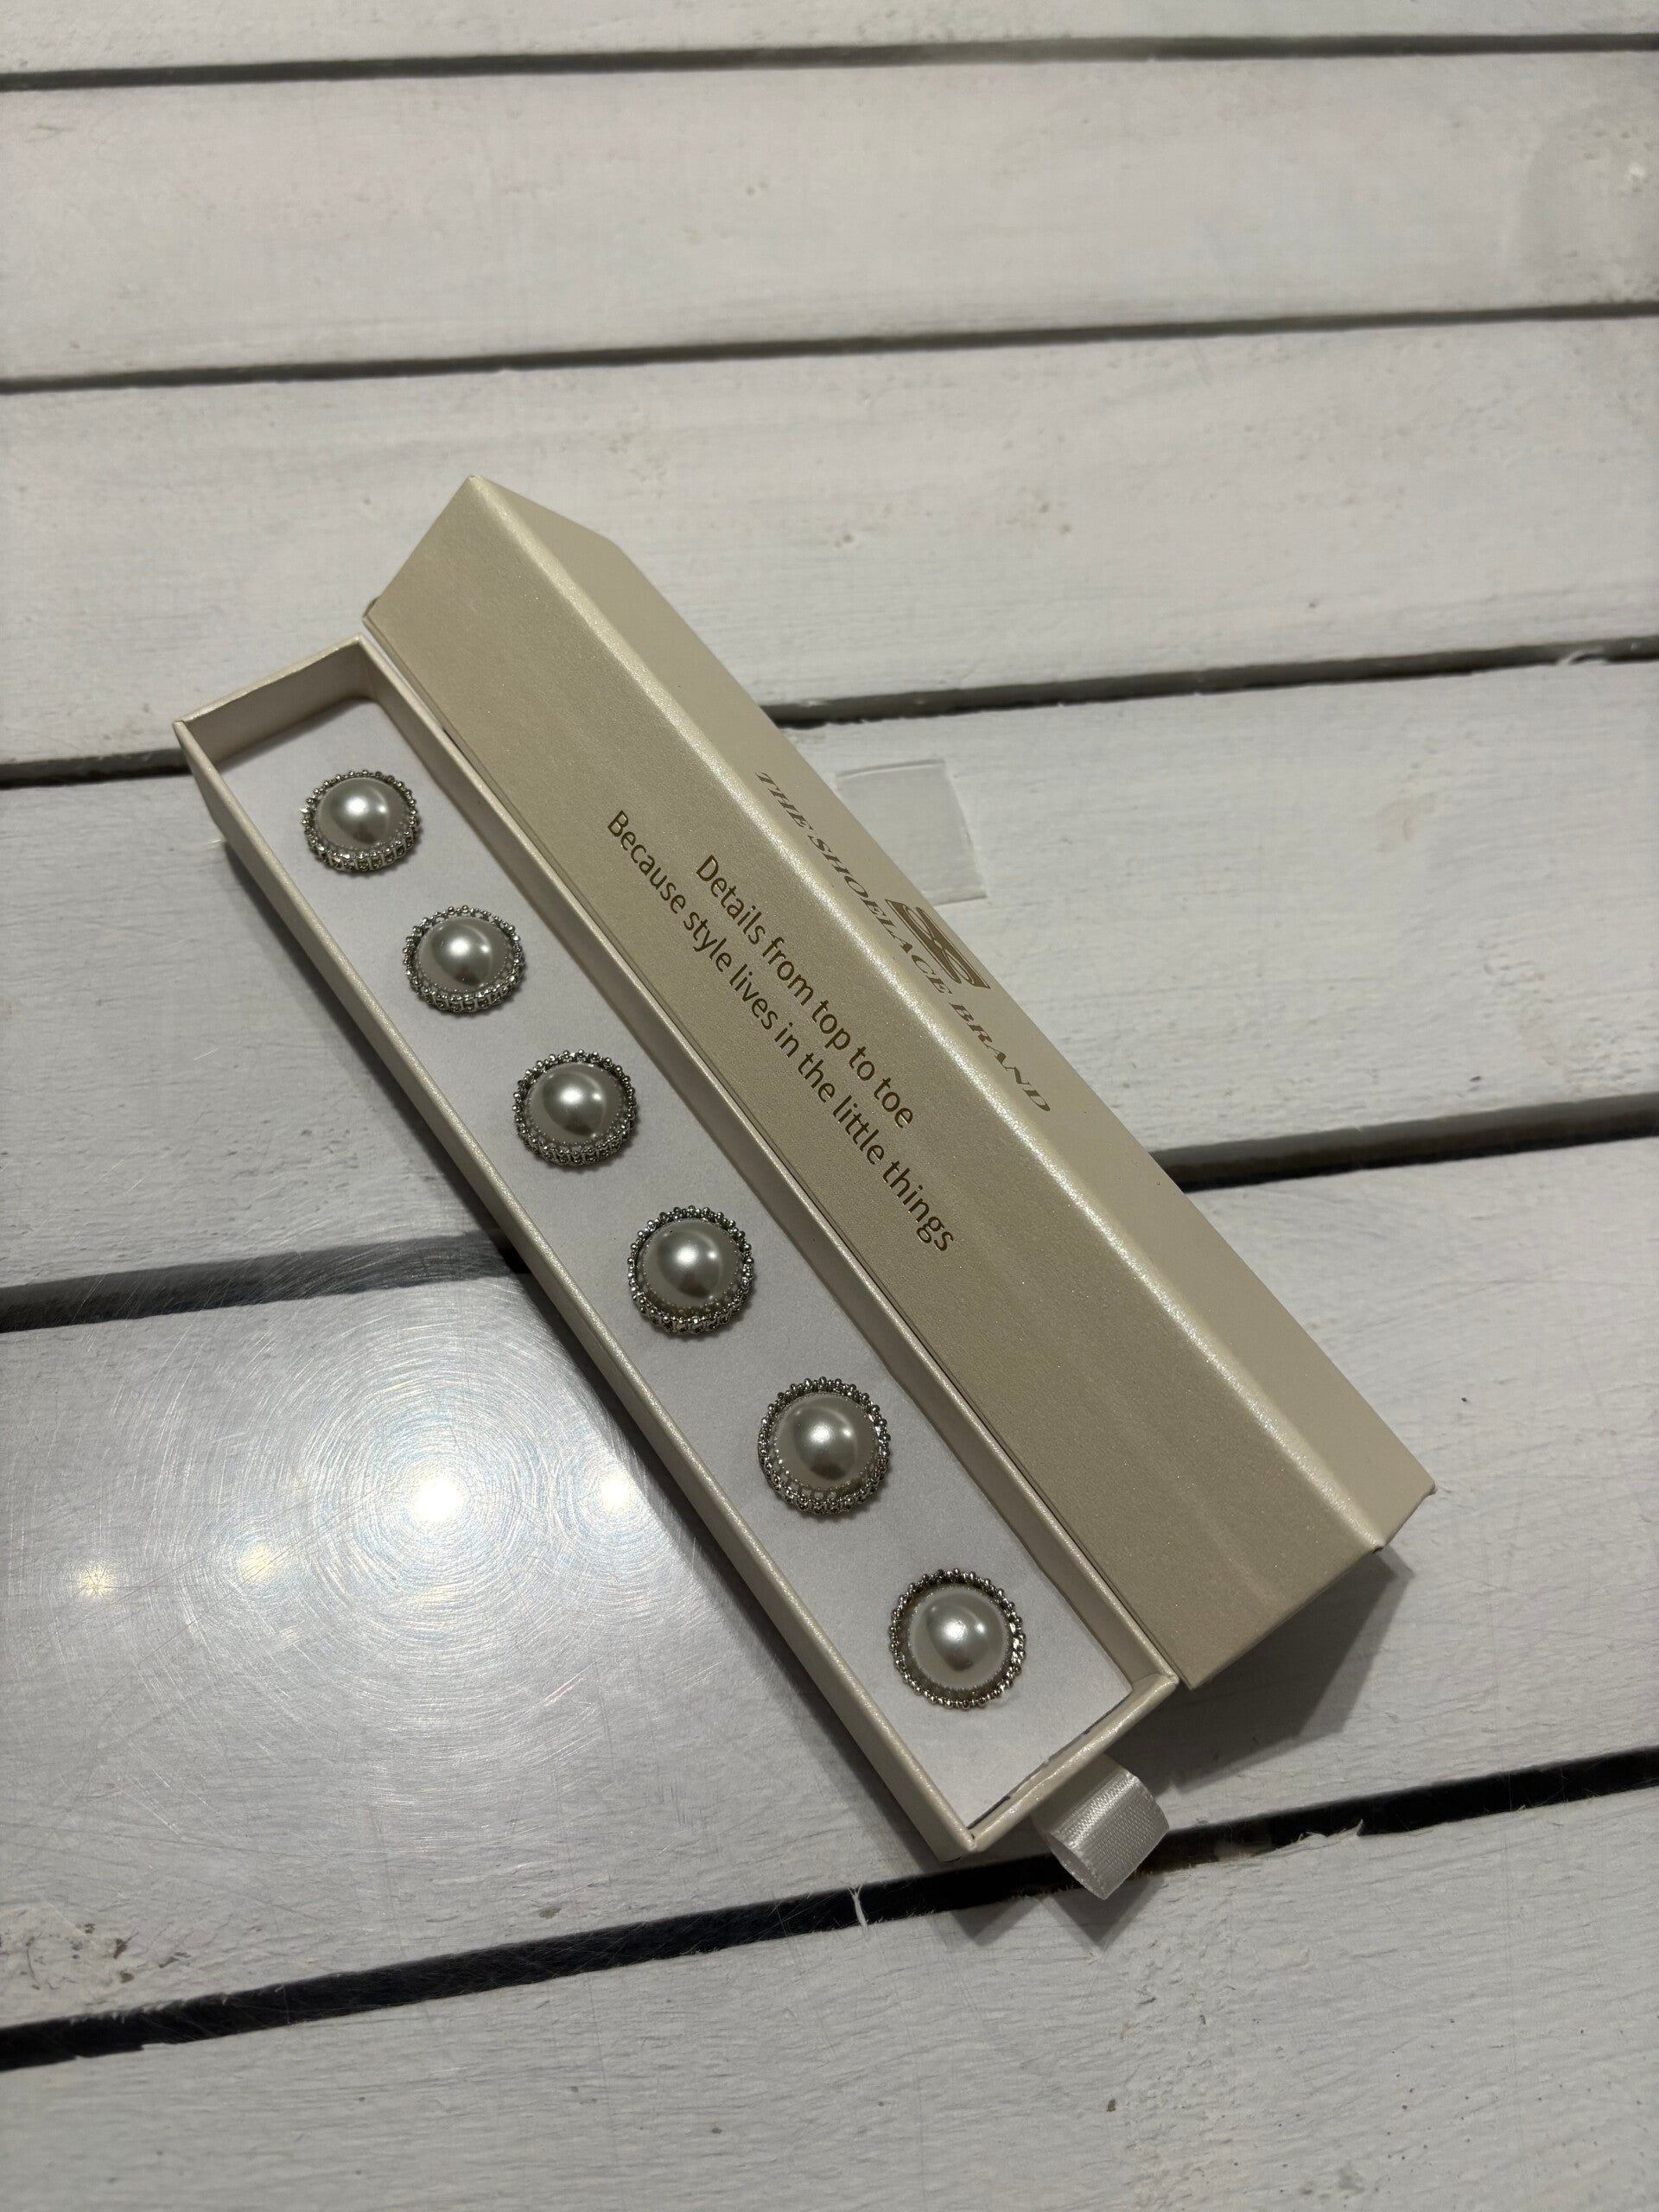 THE SHOELACE BRAND
Details from top to toe
Because style lives in the little things